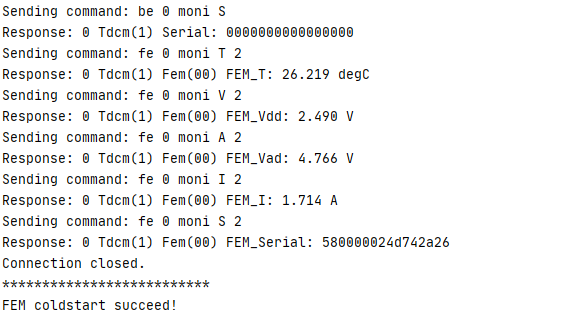 Sending command: be 0 moni S
Response: 0 Tdcm(1) Serial: 0000000000000000
Sending command: fe 0 moni T 2
Response: 0 Tdcm(1) Fem(00) FEM_T: 26.219 degC
Sending command: fe 0 moni V 2
Response: 0 Tdcm(1) Fem(00) FEM_Vdd: 2.490 V
Sending command: fe 0 moni A 2
Response: 0 Tdcm(1) Fem(00) FEM_Vad: 4.766 V
Sending command: fe 0 moni I 2
Response: 0 Tdcm(1) Fem(00) FEM_I: 1.714 A
Sending command: fe 0 moni S 2
Response: 0 Tdcm(1) Fem(00) FEM_Serial: 580000024d742a26
Connection closed.
**************************
FEM coldstart succeed!